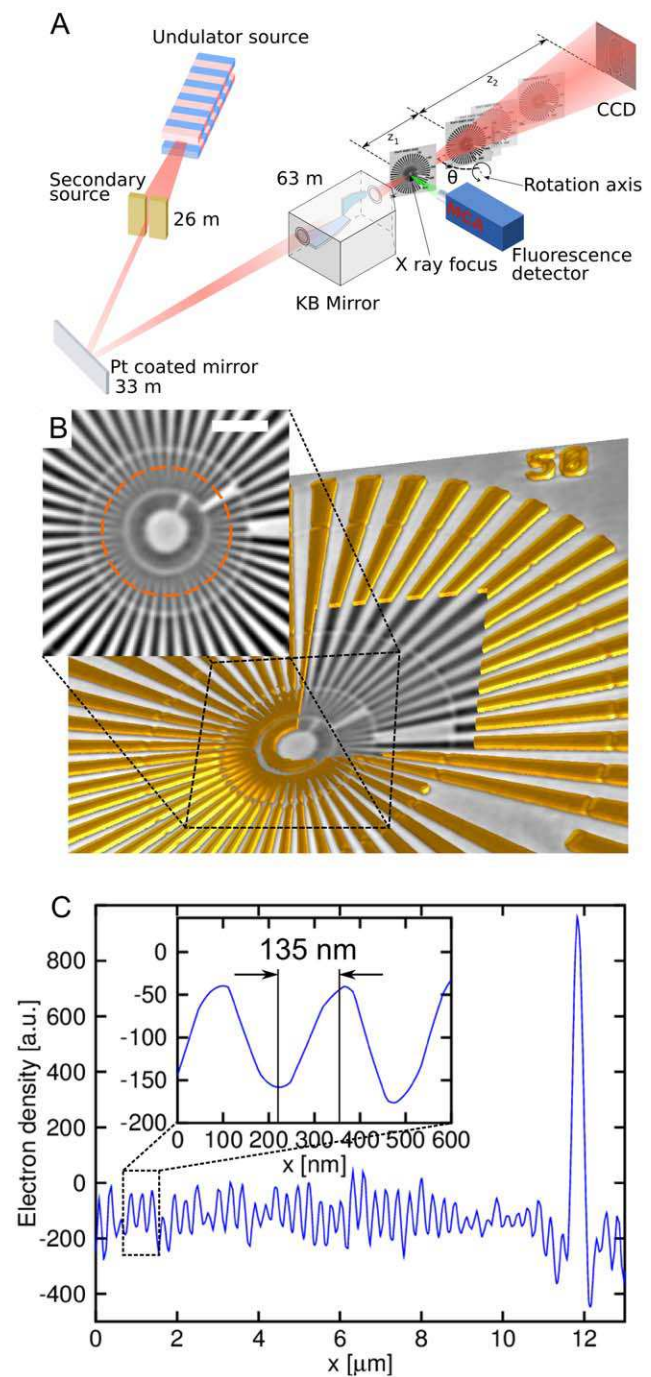 A
Undulator source
z₂
CCD
z₁
Secondary
source
26 m
63 m
θ
Rotation axis
MCA
X ray focus
Fluorescence
detector
KB Mirror
Pt coated mirror
33 m
B
50
C
135 nm
0
-50
-100
-150
-200
0 100 200 300 400 500 600
x [nm]
Electron density [a.u.]
800
600
400
200
0
-200
-400
0 2 4 6 8 10 12
x [μm]